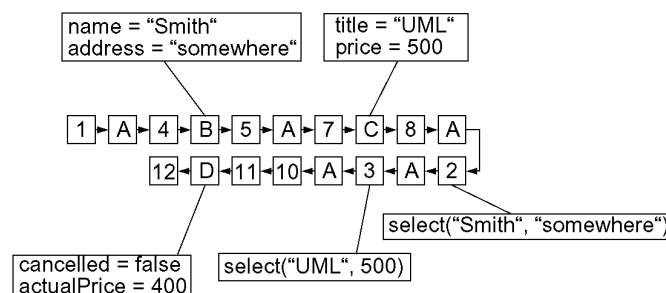 name = “Smith“
address = “somewhere“
title = “UML“
price = 500
1 A 4 B 5 A 7 C 8 A
12 D 11 10 A 3 A 2
select(“Smith“, “somewhere“)
select(“UML“, 500)
cancelled = false
actualPrice = 400